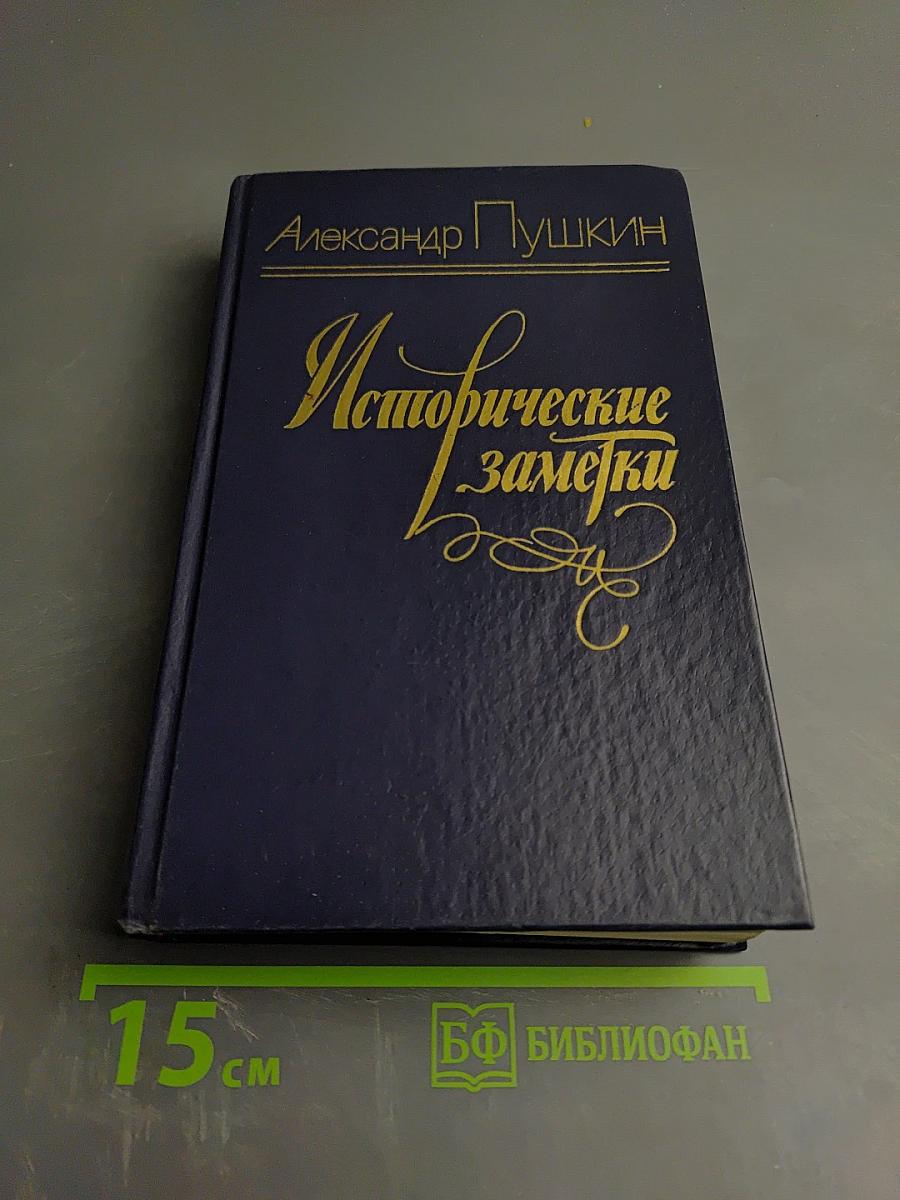 Александр Пушкин
Исторические
заметки
15 см
БФ БИБЛИОФАН